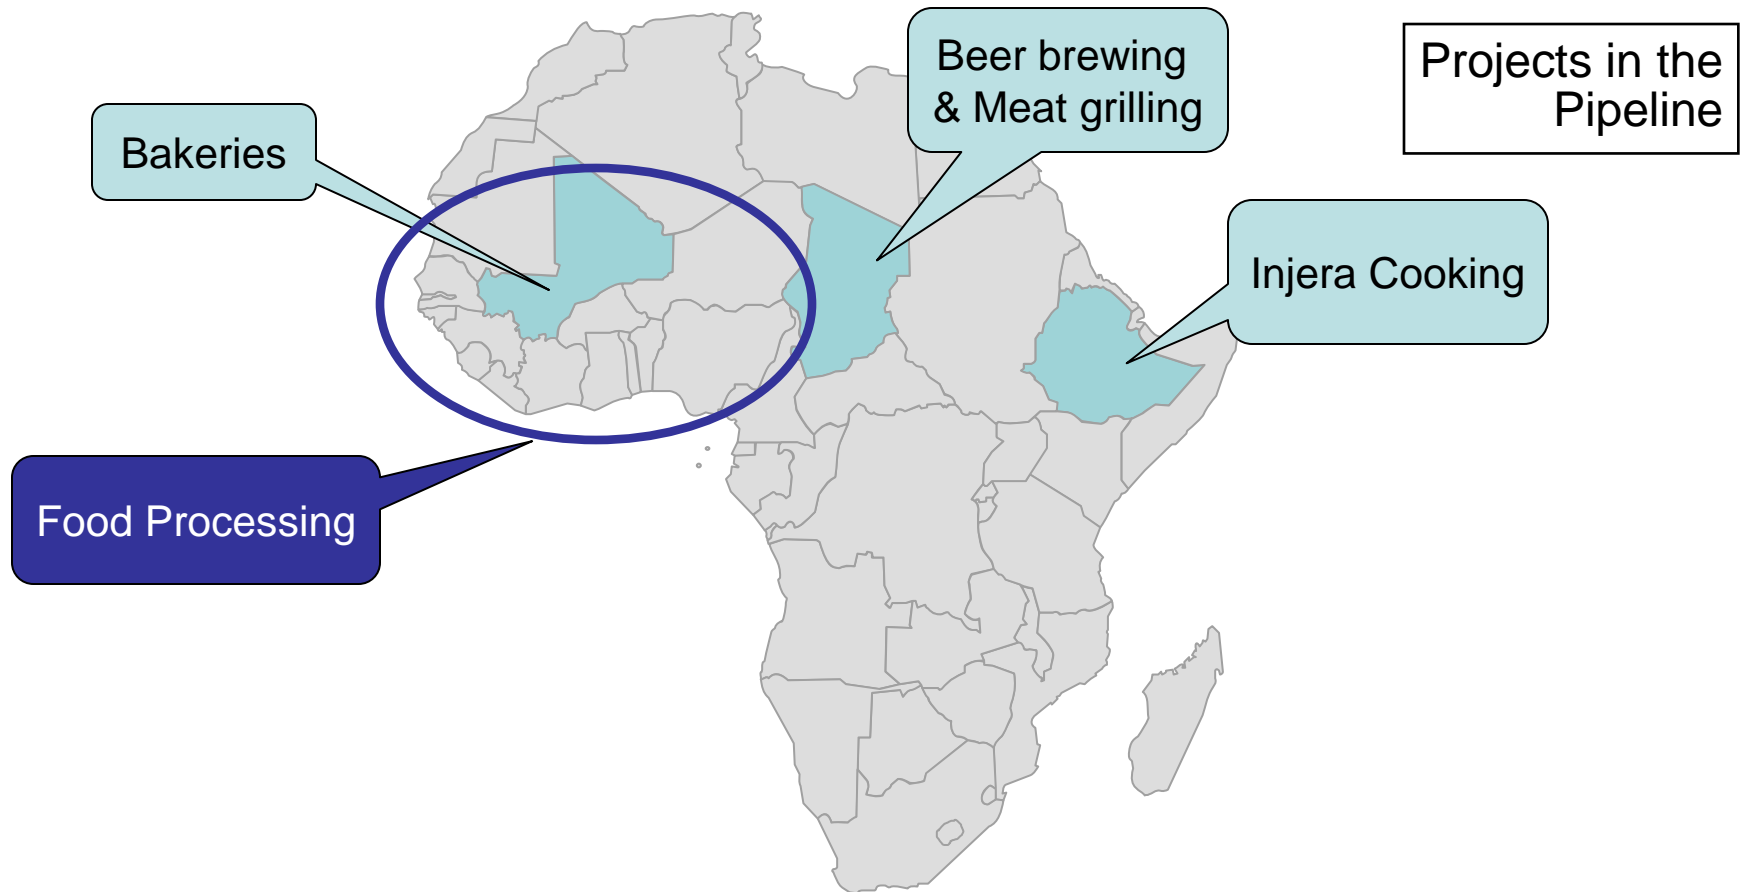 Beer brewing
& Meat grilling
Projects in the
Pipeline
Bakeries
Injera Cooking
Food Processing